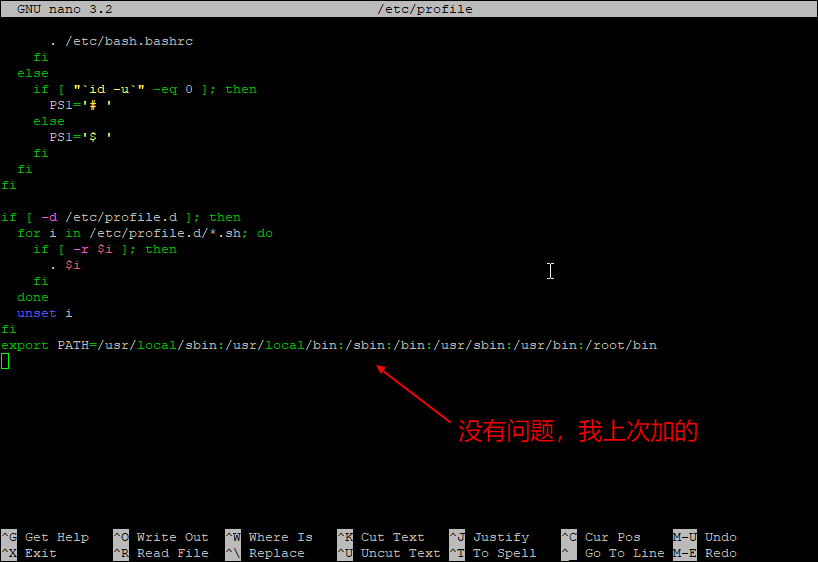 GNU nano 3.2 /etc/profile
. /etc/bash.bashrc
fi
else
if [ "`id -u`" -eq 0 ]; then
PS1='# '
else
PS1='$ '
fi
fi
fi
if [ -d /etc/profile.d ]; then
for i in /etc/profile.d/*.sh; do
if [ -r $i ]; then
. $i
fi
done
unset i
fi
export PATH=/usr/local/sbin:/usr/local/bin:/sbin:/bin:/usr/sbin:/usr/bin:/root/bin
没有问题，我上次加的
^G Get Help ^O Write Out ^W Where Is ^K Cut Text ^J Justify ^C Cur Pos M-U Undo
^X Exit ^R Read File ^\ Replace ^U Uncut Text ^T To Spell ^_ Go To Line M-E Redo